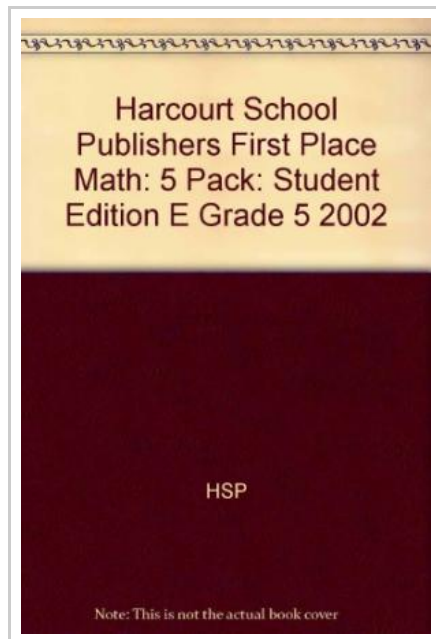 Harcourt School
Publishers First Place
Math: 5 Pack: Student
Edition E Grade 5 2002
HSP
Note: This is not the actual book cover